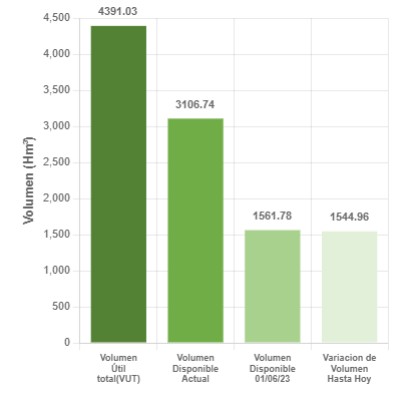 4391.03
4,500
4,000
3,500
3106.74
3,000
2,500
2,000
1561.78
1544.96
1,500
1,000
500
0
Volumen (Hm³)
Volumen
Útil
total(VUT)
Volumen
Disponible
Actual
Volumen
Disponible
01/06/23
Variacion de
Volumen
Hasta Hoy